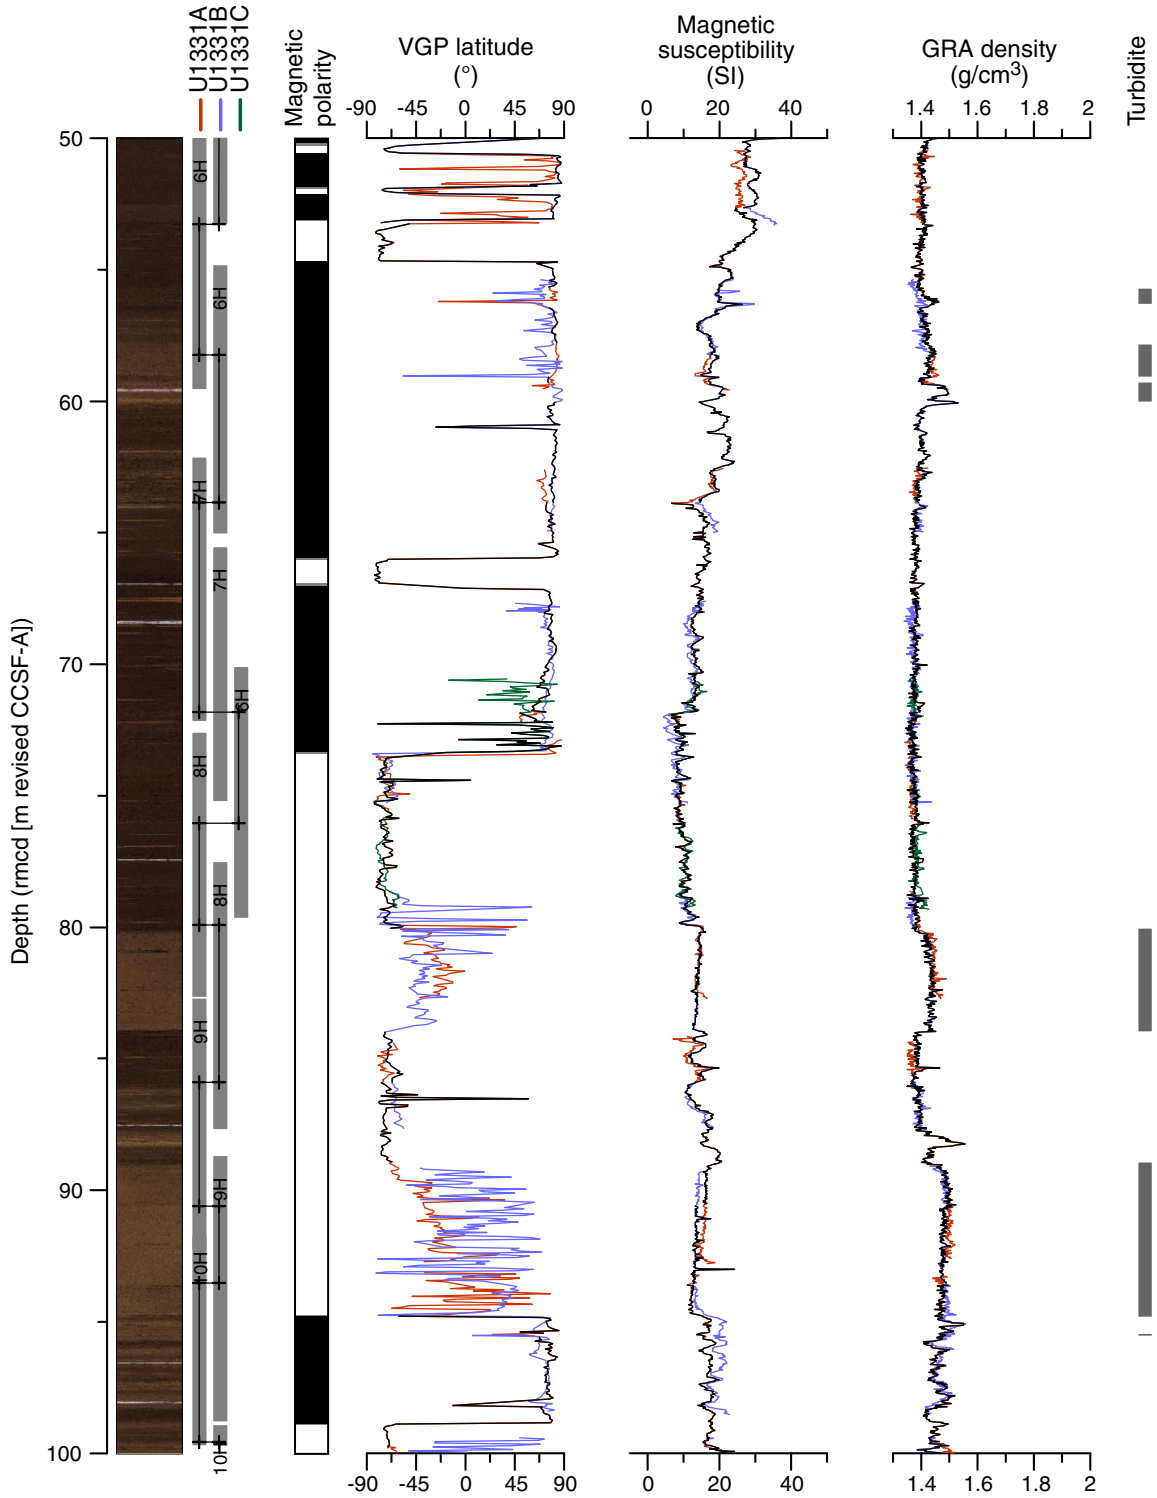 U1331A
U1331B
U1331C
Magnetic
polarity
VGP latitude
(°)
Magnetic
susceptibility
(SI)
GRA density
(g/cm³)
Turbidite
-90 -45 0 45 90
0 20 40
1.4 1.6 1.8 2
50
60
70
80
90
100
Depth (rmcd [m revised CCSF-A])
6H
6H
7H
7H
6H
8H
8H
9H
9H
10H
10
-90 -45 0 45 90
0 20 40
1.4 1.6 1.8 2